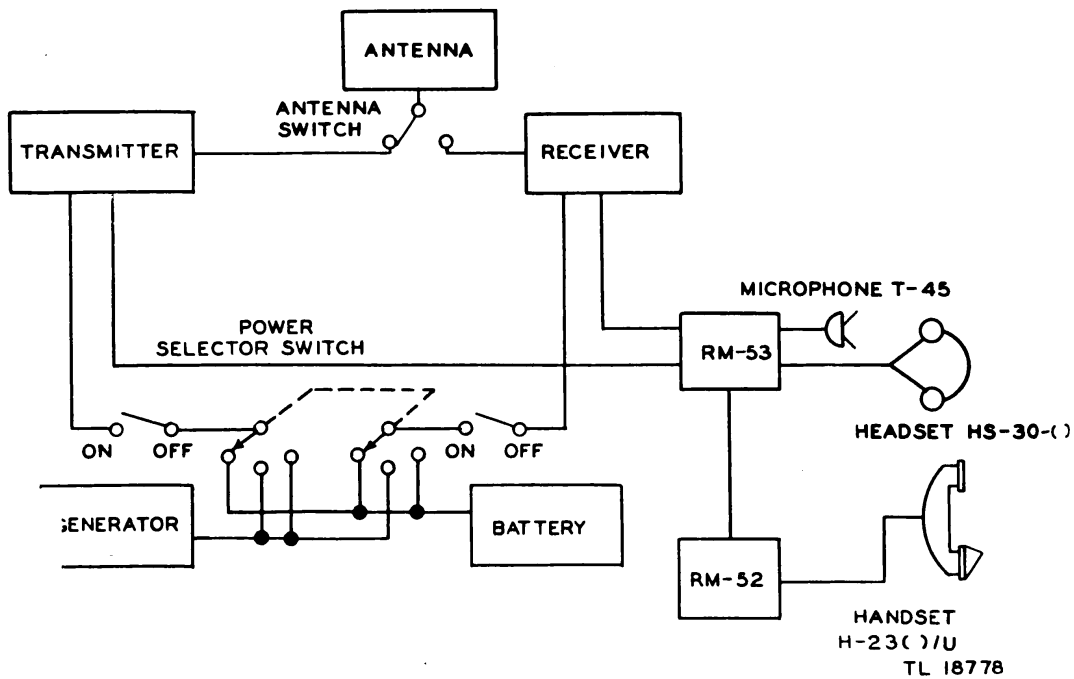 ANTENNA
ANTENNA
SWITCH
TRANSMITTER
RECEIVER
MICROPHONE T-45
POWER
SELECTOR SWITCH
RM-53
ON
OFF
ON
OFF
HEADSET HS-30-( )
ENERATOR
BATTERY
RM-52
HANDSET
H-23( )/U
TL 18778